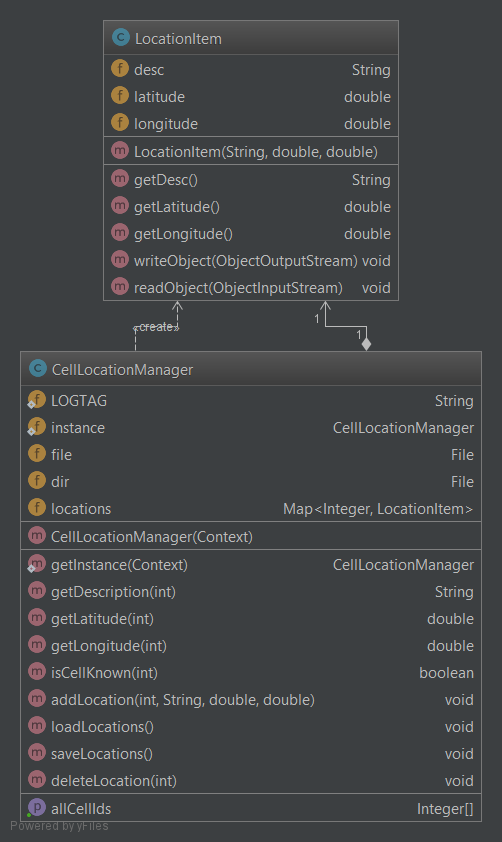 C LocationItem
f desc String
f latitude double
f longitude double
m LocationItem(String, double, double)
m getDesc() String
m getLatitude() double
m getLongitude() double
m writeObject(ObjectOutputStream) void
m readObject(ObjectInputStream) void
«create»
1
1
C CellLocationManager
f LOGTAG String
f instance CellLocationManager
f file File
f dir File
f locations Map<Integer, LocationItem>
m CellLocationManager(Context)
m getInstance(Context) CellLocationManager
m getDescription(int) String
m getLatitude(int) double
m getLongitude(int) double
m isCellKnown(int) boolean
m addLocation(int, String, double, double) void
m loadLocations() void
m saveLocations() void
m deleteLocation(int) void
p allCellIds Integer[]
Powered by yFiles